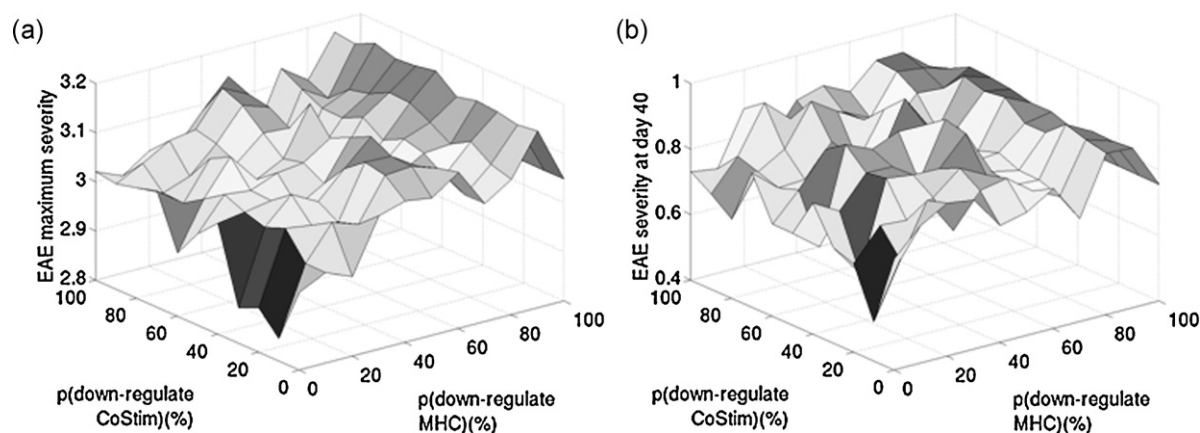 (a)
EAE maximum severity
3.2
3.1
3
2.9
2.8
100
80
60
40
20
0
p(down-regulate
CoStim)(%)
0
20
40
60
80
100
p(down-regulate
MHC)(%)
(b)
EAE severity at day 40
1
0.8
0.6
0.4
100
80
60
40
20
0
p(down-regulate
CoStim)(%)
0
20
40
60
80
100
p(down-regulate
MHC)(%)